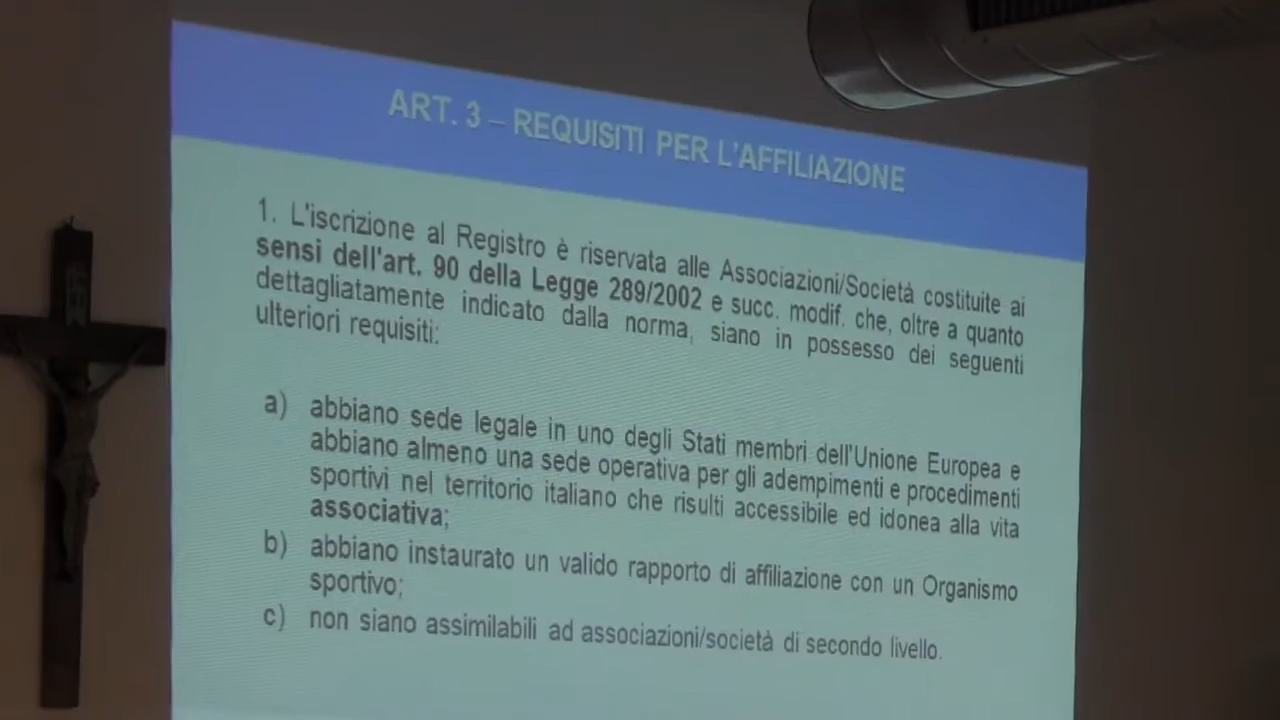 ART. 3 – REQUISITI PER L'AFFILIAZIONE
1. L'iscrizione al Registro è riservata alle Associazioni/Società costituite ai
sensi dell'art. 90 della Legge 289/2002 e succ. modif. che, oltre a quanto
dettagliatamente indicato dalla norma, siano in possesso dei seguenti
ulteriori requisiti:
a) abbiano sede legale in uno degli Stati membri dell'Unione Europea e
abbiano almeno una sede operativa per gli adempimenti e procedimenti
sportivi nel territorio italiano che risulti accessibile ed idonea alla vita
associativa;
b) abbiano instaurato un valido rapporto di affiliazione con un Organismo
sportivo;
c) non siano assimilabili ad associazioni/società di secondo livello.